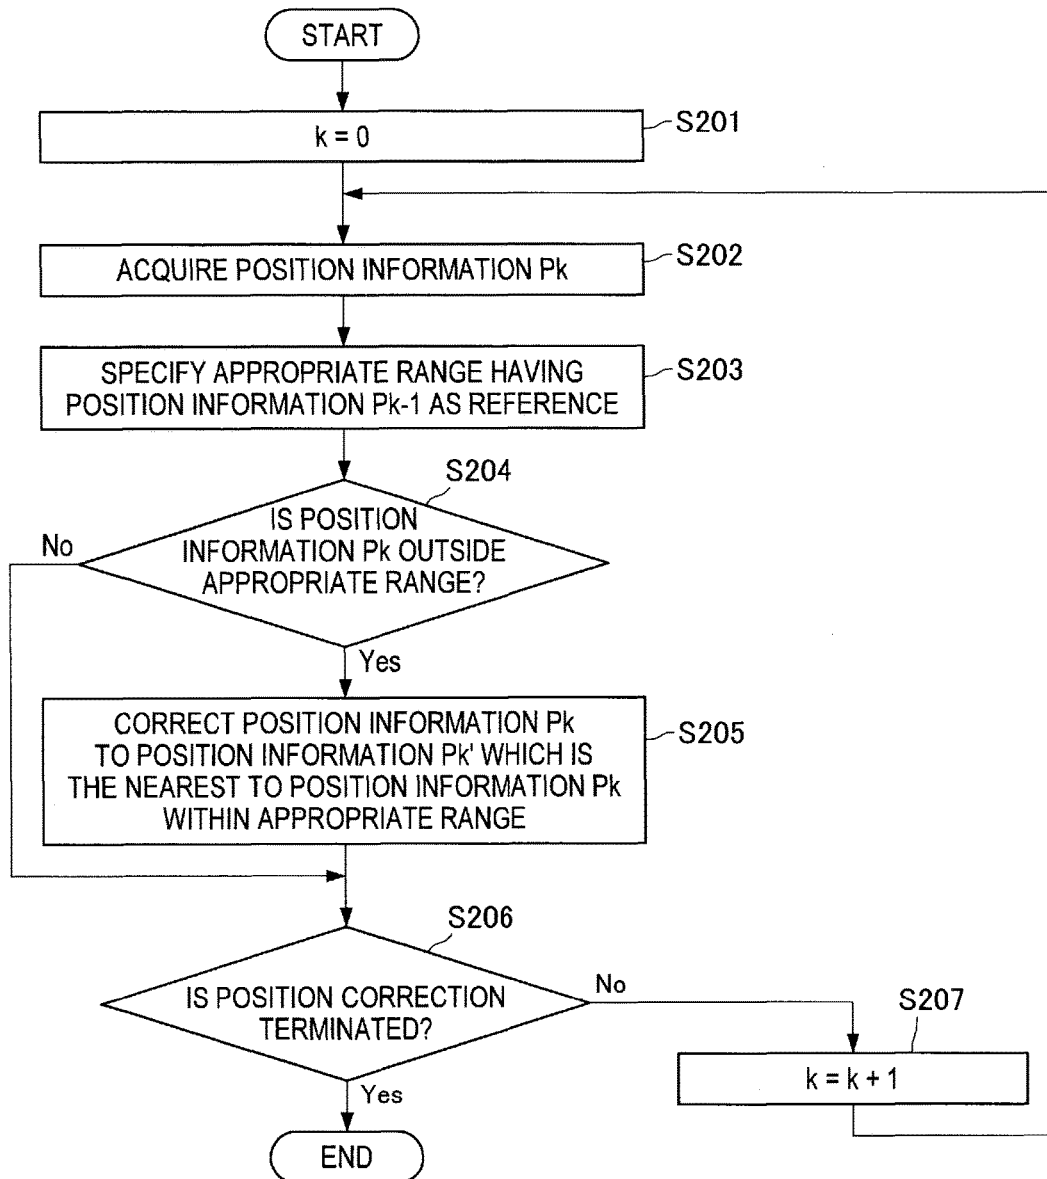 START
k = 0
S201
ACQUIRE POSITION INFORMATION Pk
S202
SPECIFY APPROPRIATE RANGE HAVING
POSITION INFORMATION Pk-1 AS REFERENCE
S203
S204
IS POSITION
INFORMATION Pk OUTSIDE
APPROPRIATE RANGE?
No
Yes
CORRECT POSITION INFORMATION Pk
TO POSITION INFORMATION Pk' WHICH IS
THE NEAREST TO POSITION INFORMATION Pk
WITHIN APPROPRIATE RANGE
S205
S206
IS POSITION CORRECTION
TERMINATED?
No
S207
k = k + 1
Yes
END